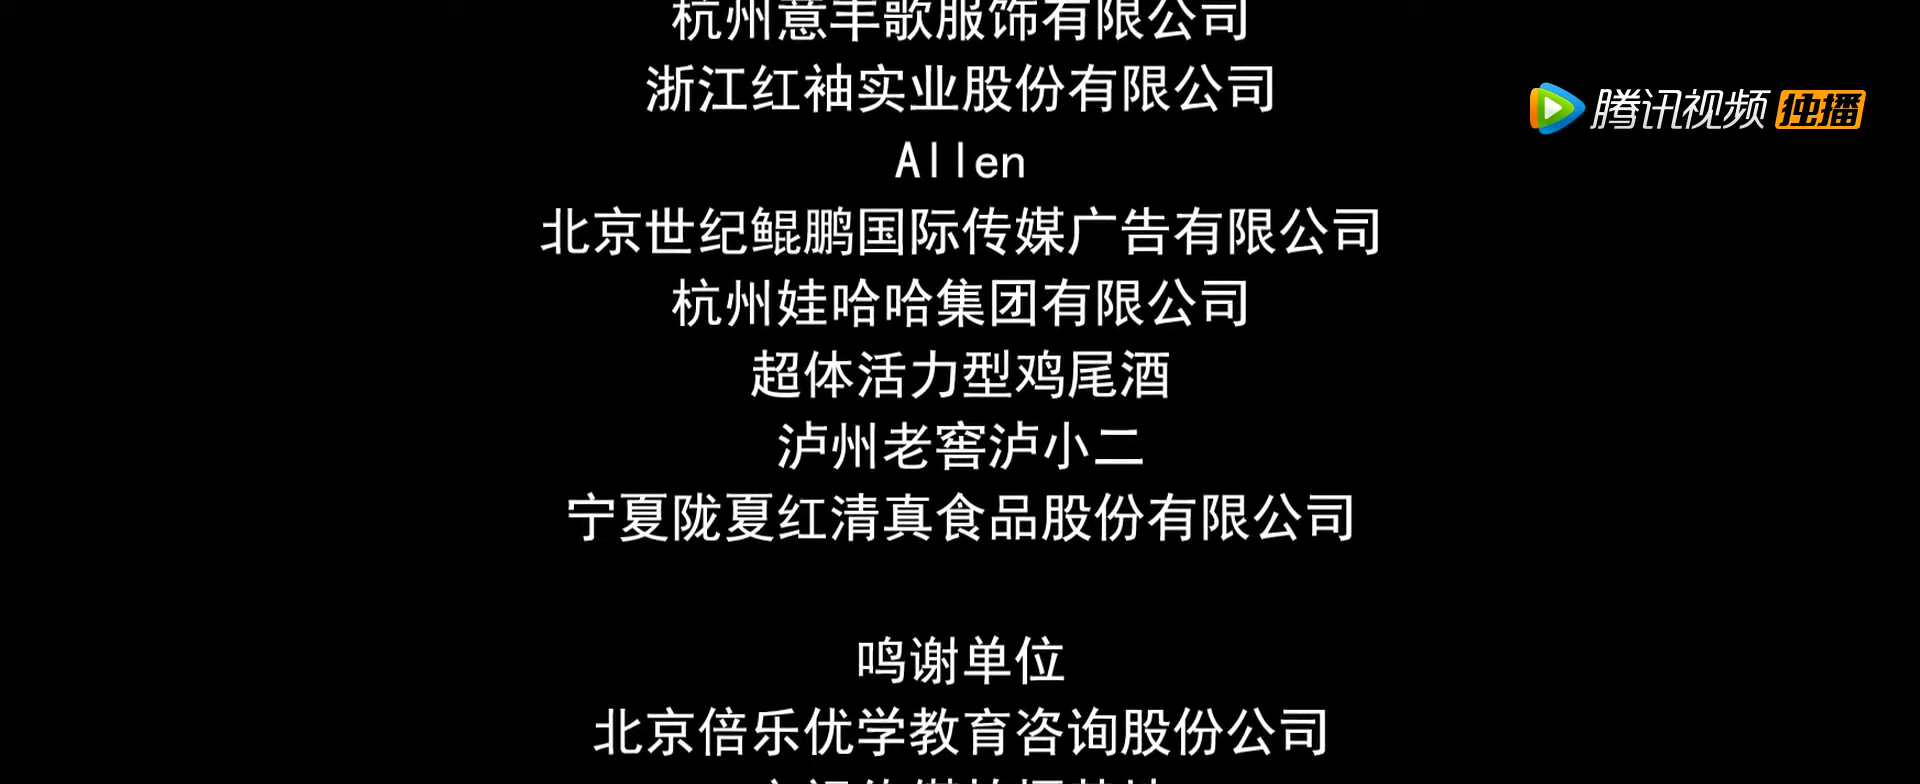 杭州意丰歌服饰有限公司
浙江红袖实业股份有限公司
腾讯视频 独播
Allen
北京世纪鲲鹏国际传媒广告有限公司
杭州娃哈哈集团有限公司
超体活力型鸡尾酒
泸州老窖泸小二
宁夏陇夏红清真食品股份有限公司
鸣谢单位
北京倍乐优学教育咨询股份公司